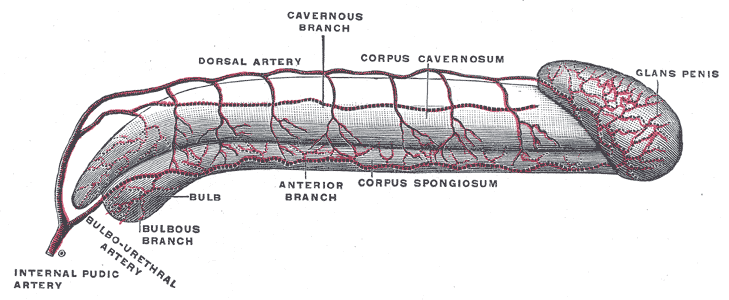 CAVERNOUS
BRANCH
DORSAL ARTERY
CORPUS CAVERNOSUM
GLANS PENIS
ANTERIOR
BRANCH
CORPUS SPONGIOSUM
BULB
BULBOUS
BRANCH
BULBO-URETHRAL
ARTERY
INTERNAL PUDIC
ARTERY